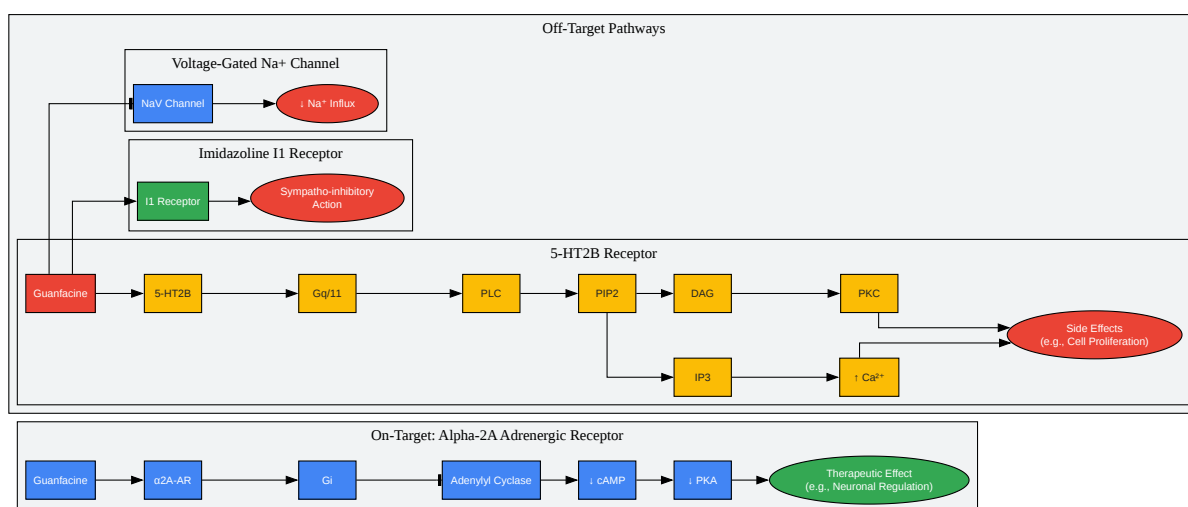 Off-Target Pathways
Voltage-Gated Na+ Channel
NaV Channel
↓ Na⁺ Influx
Imidazoline I1 Receptor
I1 Receptor
Sympatho-inhibitory
Action
5-HT2B Receptor
Guanfacine
5-HT2B
Gq/11
PLC
PIP2
DAG
PKC
Side Effects
(e.g., Cell Proliferation)
IP3
↑ Ca²⁺
On-Target: Alpha-2A Adrenergic Receptor
Guanfacine
α2A-AR
Gi
Adenylyl Cyclase
↓ cAMP
↓ PKA
Therapeutic Effect
(e.g., Neuronal Regulation)